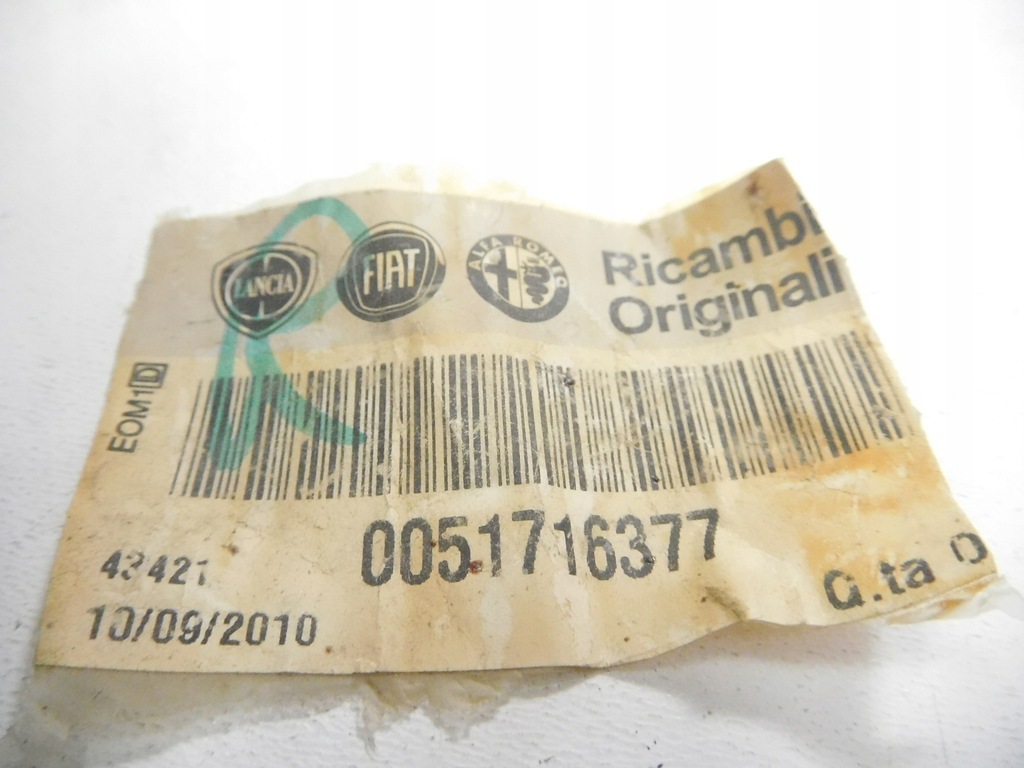 LANCIA
FIAT
ALFA ROMEO
Ricambi
Originali
EOM1D
0051716377
43421
10/09/2010
Q.ta 0